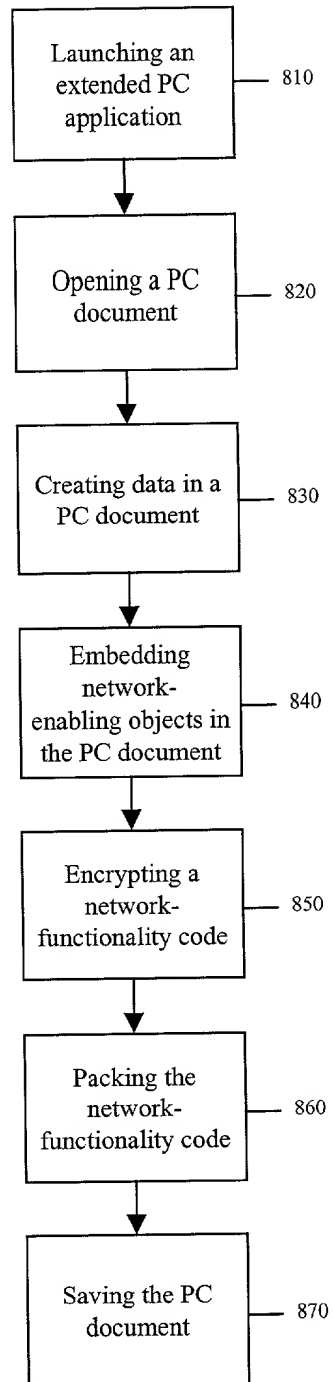 Launching an
extended PC
application
810
Opening a PC
document
820
Creating data in a
PC document
830
Embedding
network-
enabling objects in
the PC document
840
Encrypting a
network-
functionality code
850
Packing the
network-
functionality code
860
Saving the PC
document
870